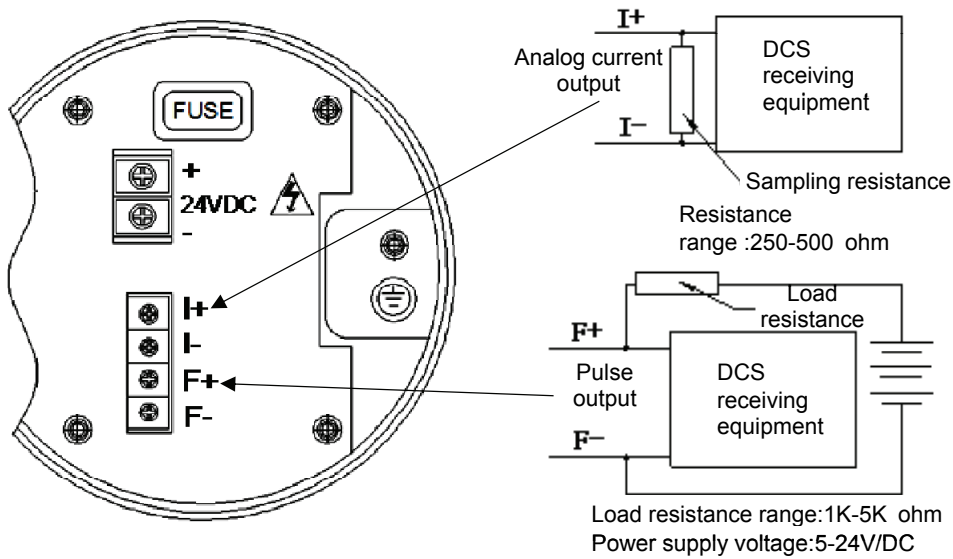 FUSE
+
24VDC
-
I+
I-
F+
F-
Analog current
output
I+
I-
DCS
receiving
equipment
Sampling resistance
Resistance
range :250-500 ohm
Load
resistance
F+
Pulse
output
F-
DCS
receiving
equipment
Load resistance range:1K-5K ohm
Power supply voltage:5-24V/DC